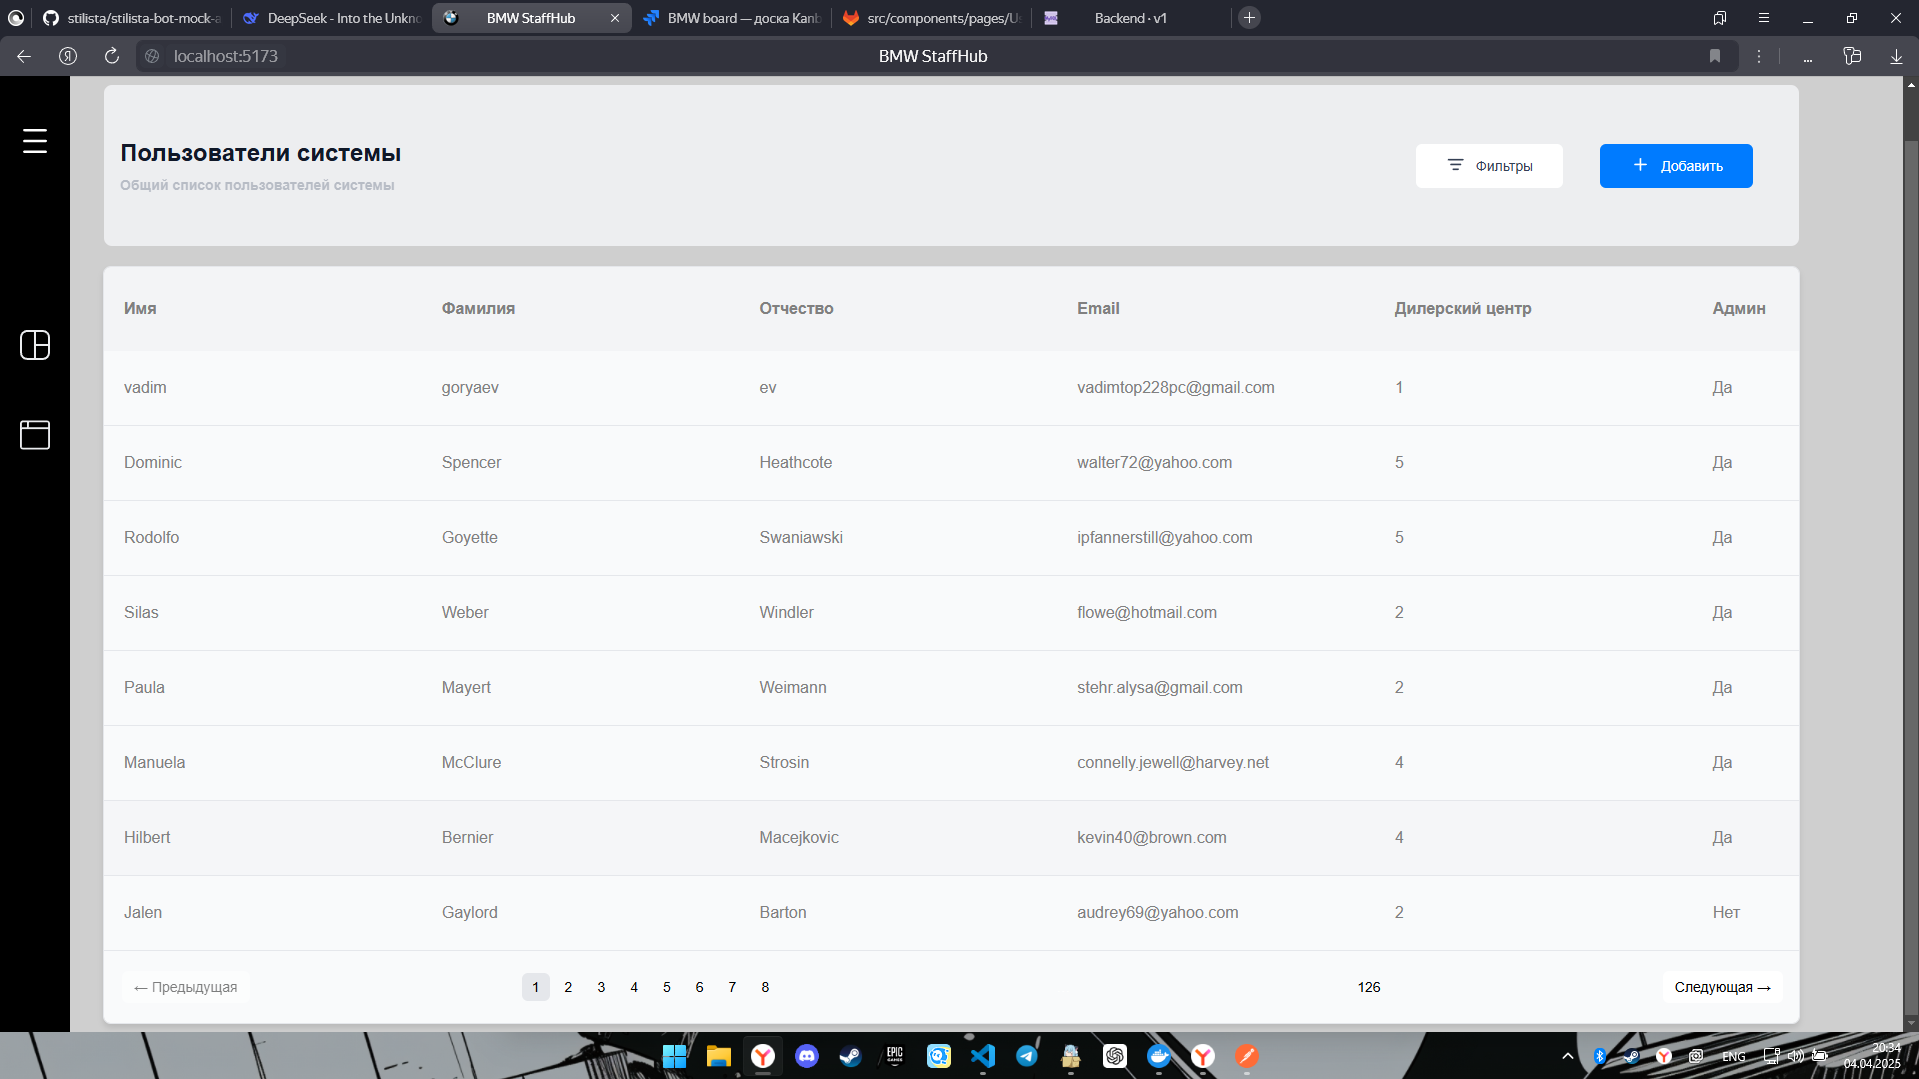 stilista/stilista-bot-mock-a
DeepSeek - Into the Unkno
BMW StaffHub
BMW board — доска Kanb
src/components/pages/Us
Backend · v1
localhost:5173
BMW StaffHub
Пользователи системы
Общий список пользователей системы
Фильтры
Добавить
Имя Фамилия Отчество Email Дилерский центр Админ
vadim goryaev ev vadimtop228pc@gmail.com 1 Да
Dominic Spencer Heathcote walter72@yahoo.com 5 Да
Rodolfo Goyette Swaniawski ipfannerstill@yahoo.com 5 Да
Silas Weber Windler flowe@hotmail.com 2 Да
Paula Mayert Weimann stehr.alysa@gmail.com 2 Да
Manuela McClure Strosin connelly.jewell@harvey.net 4 Да
Hilbert Bernier Macejkovic kevin40@brown.com 4 Да
Jalen Gaylord Barton audrey69@yahoo.com 2 Нет
← Предыдущая 1 2 3 4 5 6 7 8 126 Следующая →
EPIC
GAMES
ENG
20:34
04.04.2025